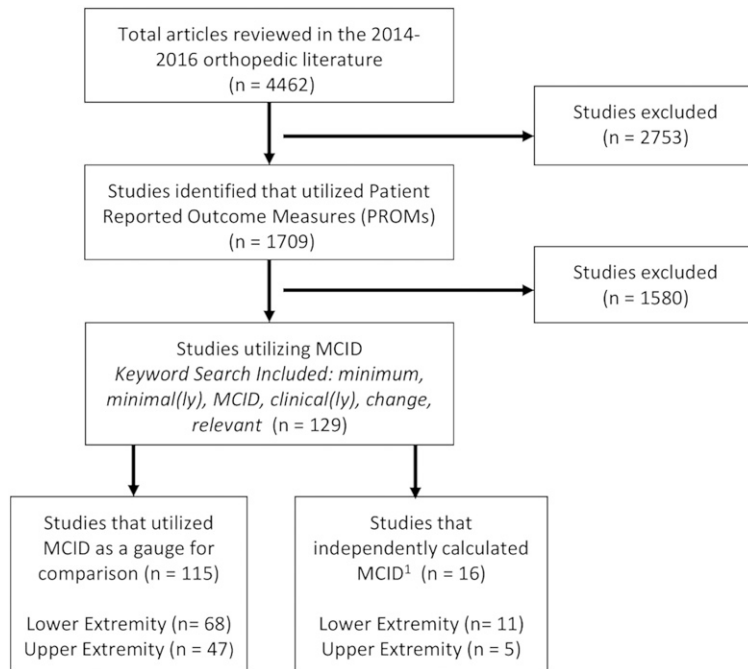 Total articles reviewed in the 2014-
2016 orthopedic literature
(n = 4462)
Studies excluded
(n = 2753)
Studies identified that utilized Patient
Reported Outcome Measures (PROMs)
(n = 1709)
Studies excluded
(n = 1580)
Studies utilizing MCID
Keyword Search Included: minimum,
minimal(ly), MCID, clinical(ly), change,
relevant (n = 129)
Studies that utilized
MCID as a gauge for
comparison (n = 115)
Lower Extremity (n= 68)
Upper Extremity (n = 47)
Studies that
independently calculated
MCID¹ (n = 16)
Lower Extremity (n= 11)
Upper Extremity (n = 5)